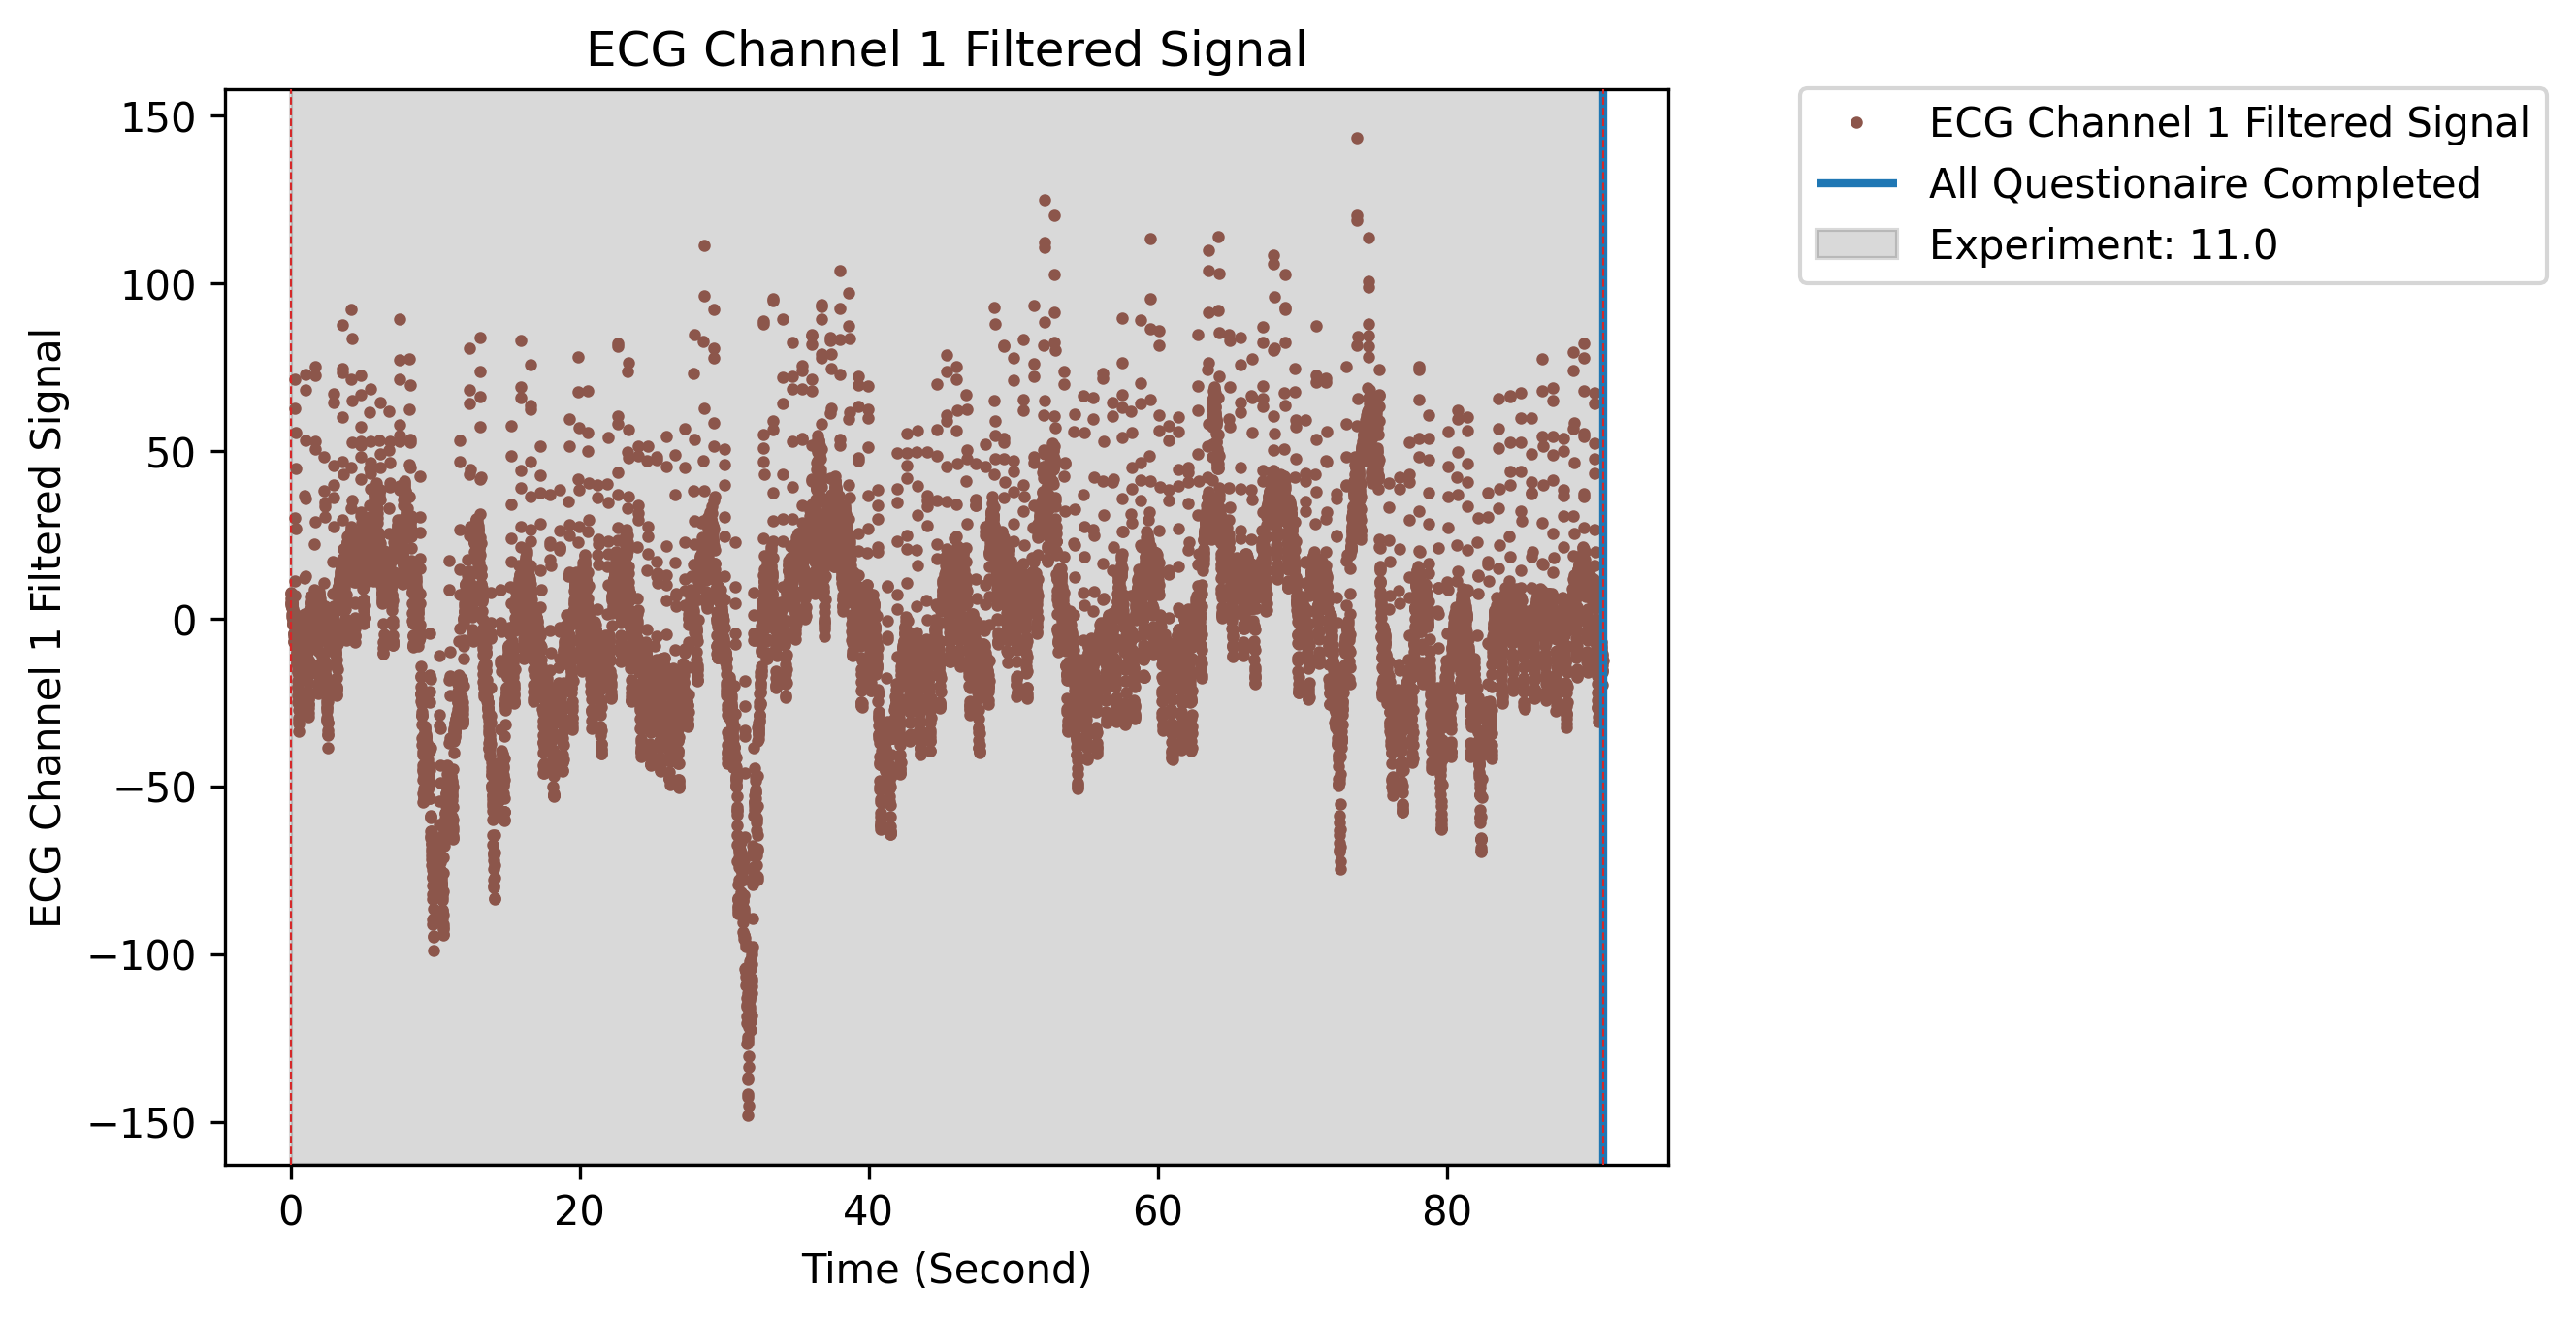 ECG Channel 1 Filtered Signal
ECG Channel 1 Filtered Signal
All Questionaire Completed
Experiment: 11.0
ECG Channel 1 Filtered Signal
150
100
50
0
−50
−100
−150
0 20 40 60 80
Time (Second)